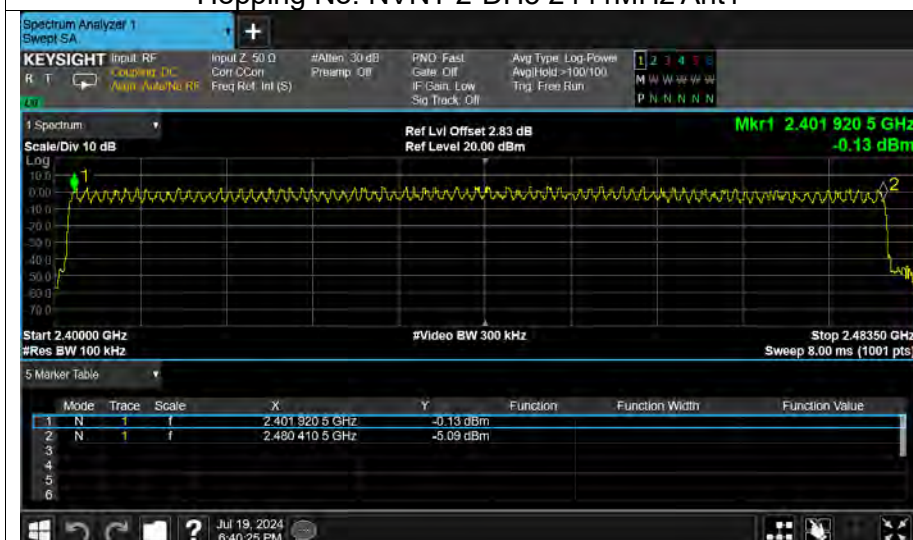 Hopping No. NVNT 2-DH5 2441MHz Ant1
Spectrum Analyzer 1
Swept SA
+
KEYSIGHT Input: RF Input Z: 50 Ω #Atten: 30 dB PNO: Fast Avg Type: Log-Power 1 2 3 4 5 6
R T Coupling: DC Corr CCorr Preamp: Off Gate: Off Avg|Hold: >100/100 M W W W W W
Align: Auto/No RF Freq Ref: Int (S) IF Gain: Low Trig: Free Run
Sig Track: Off P N N N N N
1 Spectrum
Ref Lvl Offset 2.83 dB Mkr1 2.401 920 5 GHz
Scale/Div 10 dB Ref Level 20.00 dBm -0.13 dBm
Log
10.0
0.00
-10.0
-20.0
-30.0
-40.0
-50.0
-60.0
-70.0
1
2
Start 2.40000 GHz #Video BW 300 kHz Stop 2.48350 GHz
#Res BW 100 kHz Sweep 8.00 ms (1001 pts)
5 Marker Table
Mode Trace Scale X Y Function Function Width Function Value
1 N 1 f 2.401 920 5 GHz -0.13 dBm
2 N 1 f 2.480 410 5 GHz -5.09 dBm
3
4
5
6
? Jul 19, 2024
6:40:25 PM